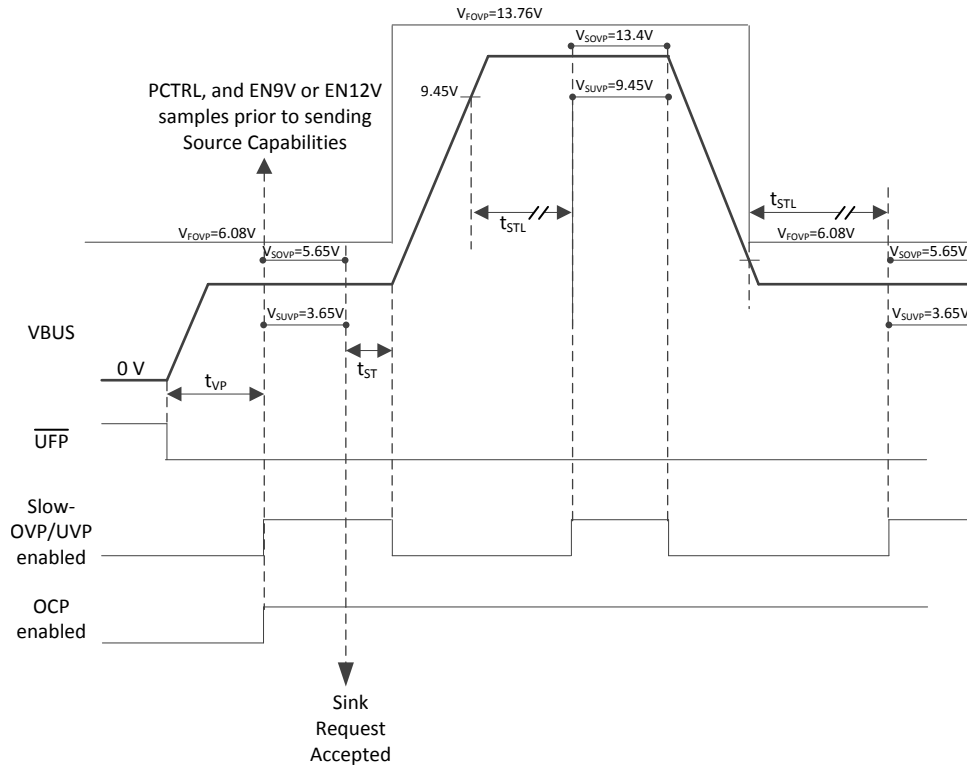 VFOVP=13.76V
VSOVP=13.4V
PCTRL, and EN9V or EN12V
samples prior to sending
Source Capabilities
9.45V
VSUVP=9.45V
tSTL
tSTL
VFOVP=6.08V
VFOVP=6.08V
VSOVP=5.65V
VSOVP=5.65V
VSUVP=3.65V
VSUVP=3.65V
VBUS
0 V
tVP
tST
UFP
Slow-
OVP/UVP
enabled
OCP
enabled
Sink
Request
Accepted